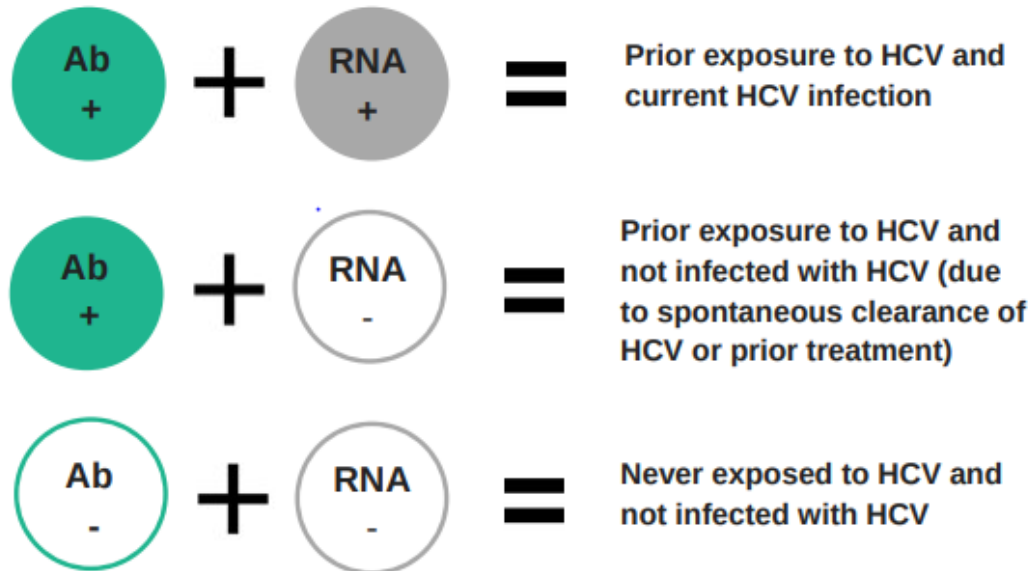 Ab
+
+
RNA
+
=
Prior exposure to HCV and
current HCV infection
Ab
+
+
RNA
-
=
Prior exposure to HCV and
not infected with HCV (due
to spontaneous clearance of
HCV or prior treatment)
Ab
-
+
RNA
-
=
Never exposed to HCV and
not infected with HCV